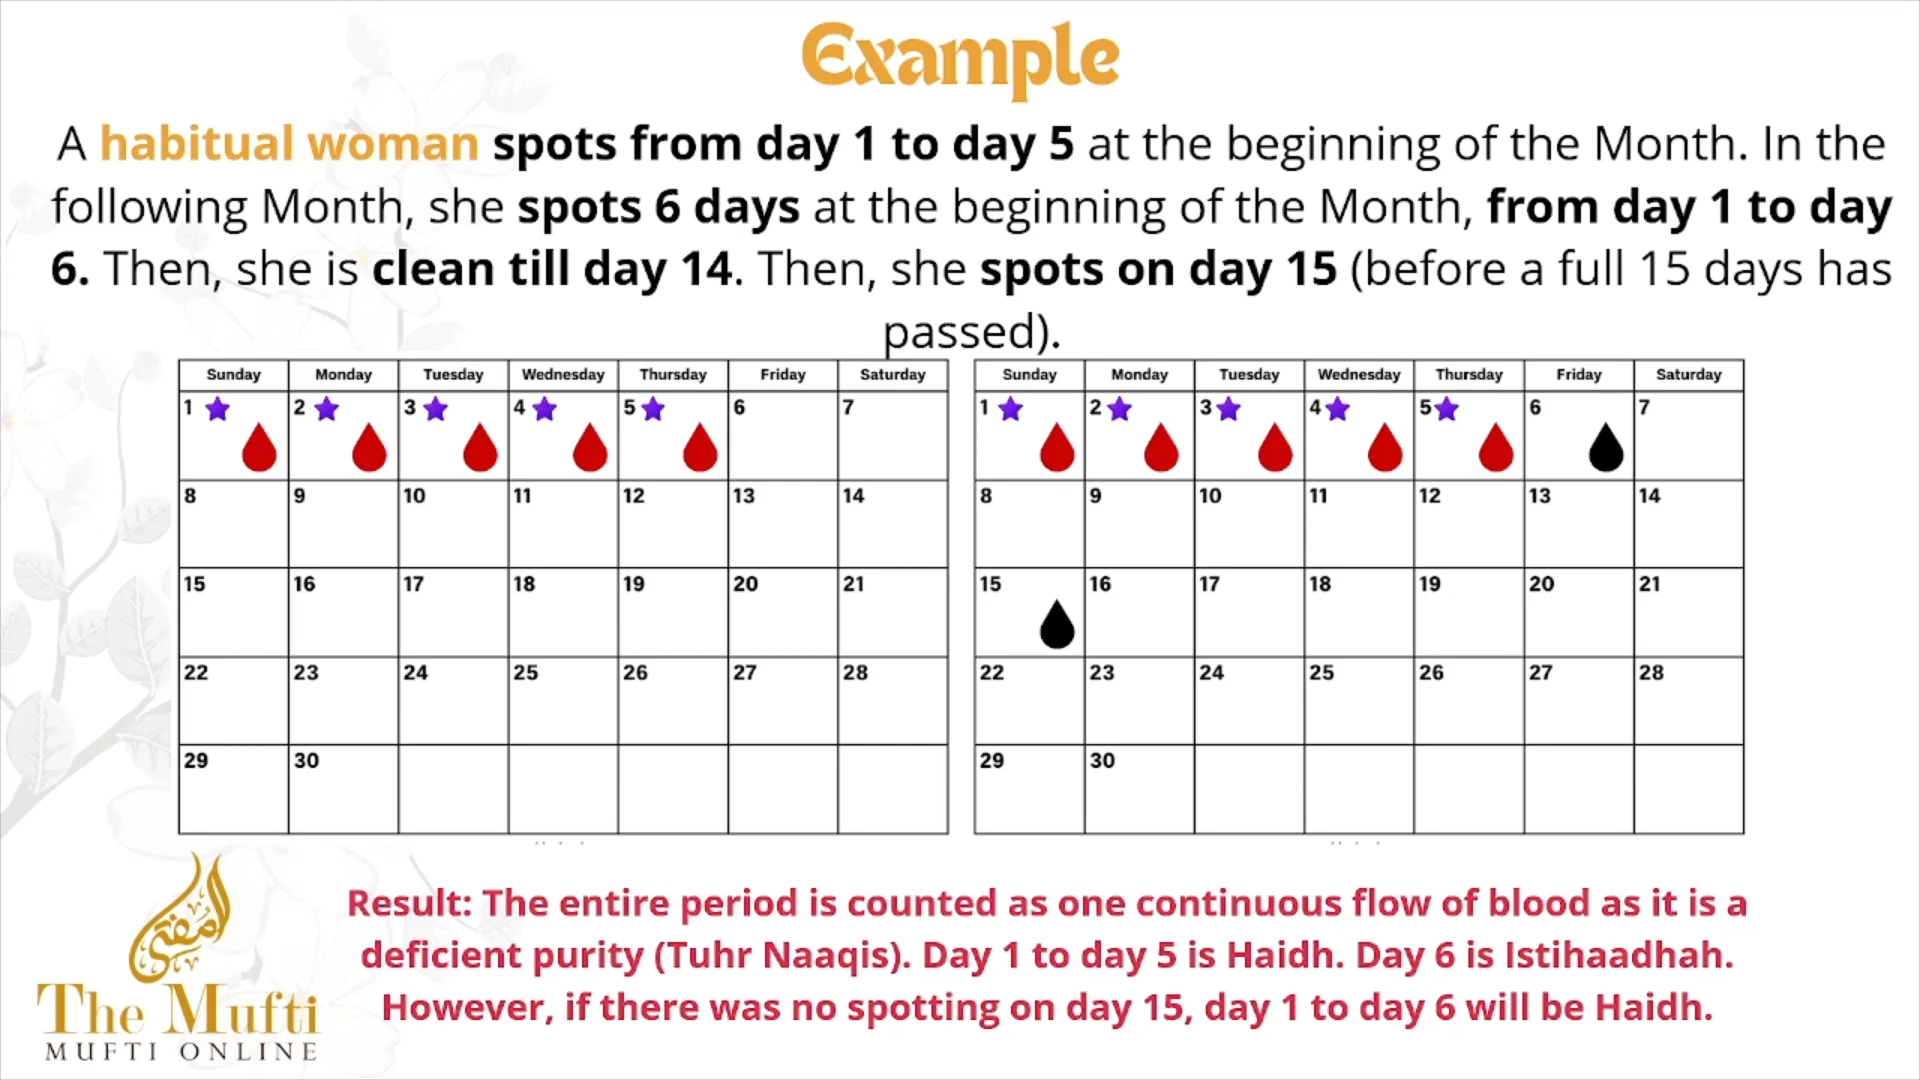 Example
A habitual woman spots from day 1 to day 5 at the beginning of the Month. In the
following Month, she spots 6 days at the beginning of the Month, from day 1 to day
6. Then, she is clean till day 14. Then, she spots on day 15 (before a full 15 days has
passed).
Sunday Monday Tuesday Wednesday Thursday Friday Saturday
1 2 3 4 5 6 7
8 9 10 11 12 13 14
15 16 17 18 19 20 21
22 23 24 25 26 27 28
29 30
Sunday Monday Tuesday Wednesday Thursday Friday Saturday
1 2 3 4 5 6 7
8 9 10 11 12 13 14
15 16 17 18 19 20 21
22 23 24 25 26 27 28
29 30
Result: The entire period is counted as one continuous flow of blood as it is a
deficient purity (Tuhr Naaqis). Day 1 to day 5 is Haidh. Day 6 is Istihaadhah.
However, if there was no spotting on day 15, day 1 to day 6 will be Haidh.
المفتي
The Mufti
MUFTI ONLINE